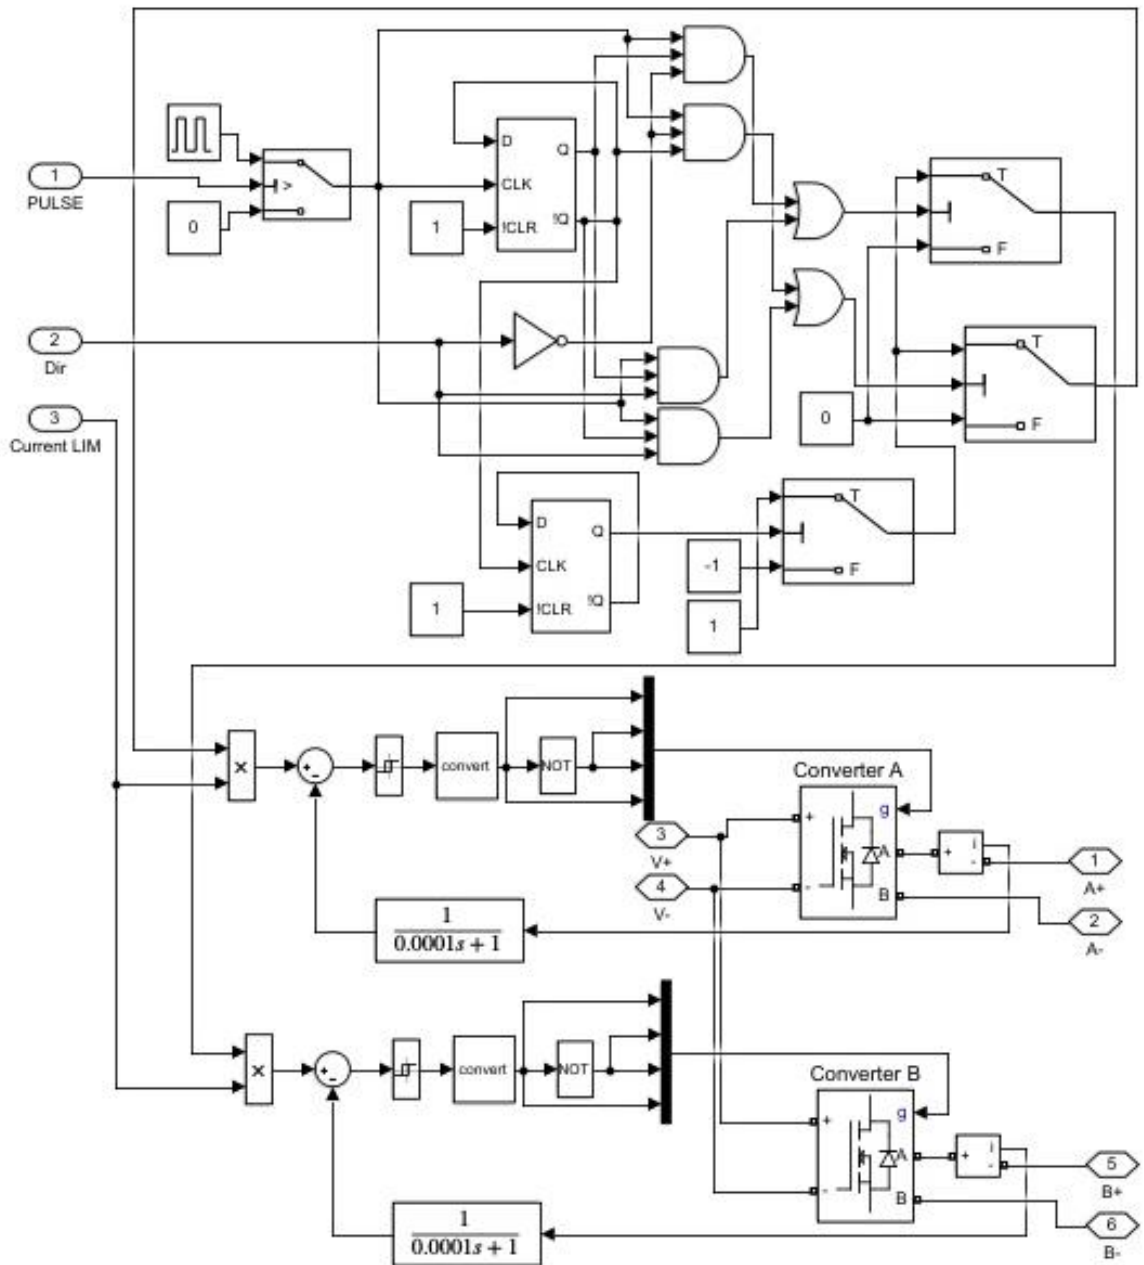 1
PULSE
>
0
D
Q
CLK
1
!CLR
!Q
T
F
2
Dir
3
Current LIM
T
0
F
D
Q
CLK
1
!CLR
!Q
T
-1
F
1
×
+
-
convert
NOT
Converter A
g
+
A
-
B
+
i
-
3
V+
4
V-
1
A+
2
A-
1
0.0001s + 1
×
+
-
convert
NOT
Converter B
g
+
A
-
B
+
i
-
5
B+
6
B-
1
0.0001s + 1